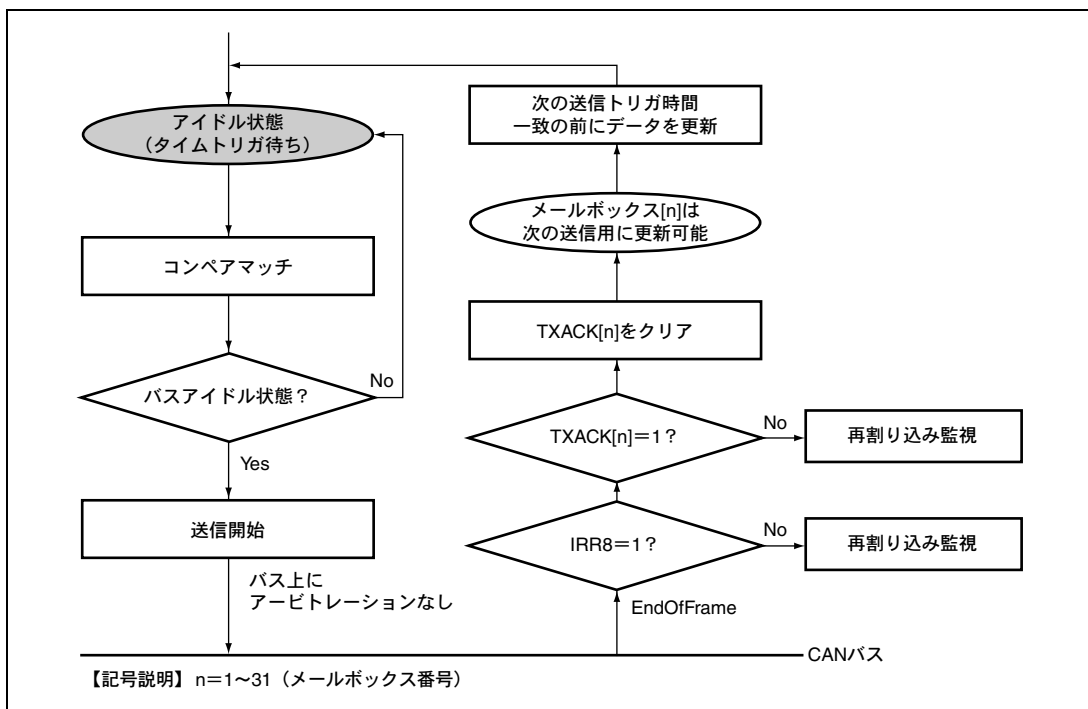 アイドル状態
（タイムトリガ待ち）
コンペアマッチ
バスアイドル状態？
No
Yes
送信開始
バス上に
アービトレーションなし
次の送信トリガ時間
一致の前にデータを更新
メールボックス[n]は
次の送信用に更新可能
TXACK[n]をクリア
TXACK[n]＝1？
No
再割り込み監視
IRR8＝1？
No
再割り込み監視
EndOfFrame
CANバス
【記号説明】 n＝1～31（メールボックス番号）